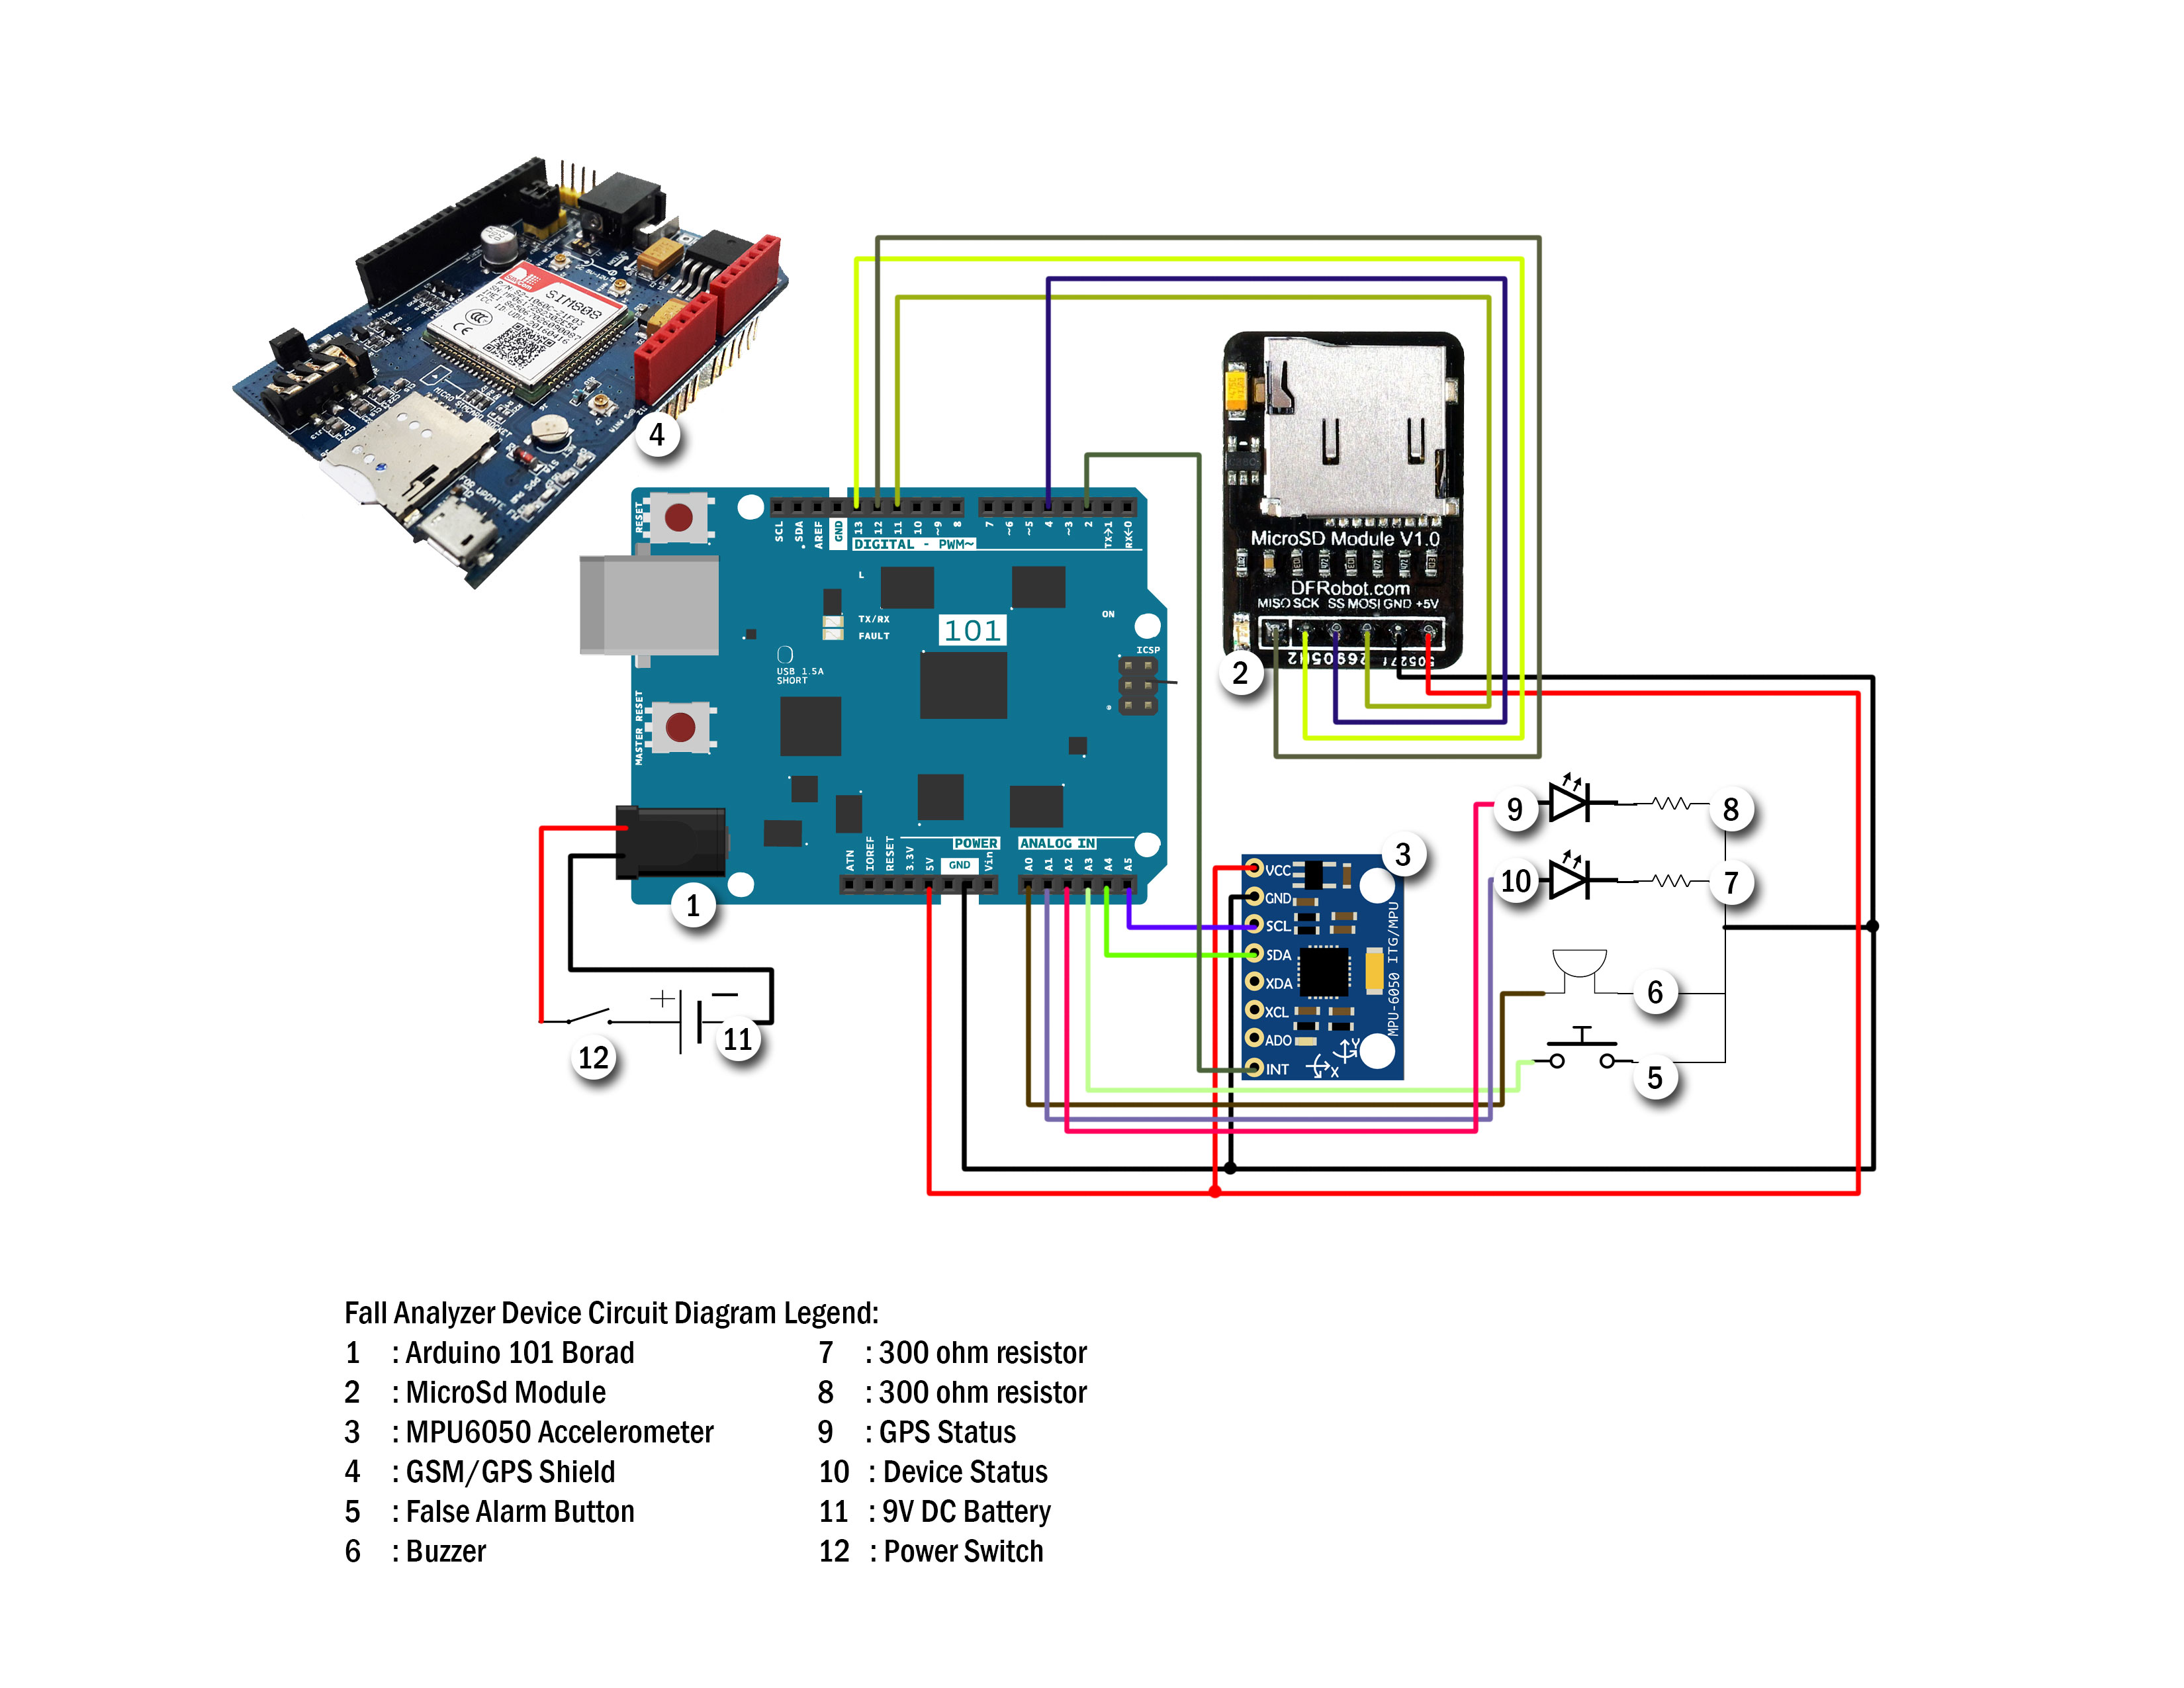 SIM808
P/N S2-1060C-Z1F03
CE
4
RESET
SCL
SDA
AREF
GND
13
12
11
10
~9
8
7
~6
~5
4
~3
2
TX→1
RX←0
DIGITAL - PWM~
L
TX/RX
FAULT
101
ON
ICSP
USB 1.5A
SHORT
MASTER RESET
POWER
ANALOG IN
ATN
IOREF
RESET
3.3V
5V
GND
Vin
A0
A1
A2
A3
A4
A5
1
MicroSD Module V1.0
DFRobot.com
MISO SCK SS MOSI GND +5V
2
3
VCC
GND
SCL
SDA
XDA
XCL
ADO
INT
MPU-6050 ITG/MPU
Y
X
9
8
10
7
6
5
+
−
11
12
Fall Analyzer Device Circuit Diagram Legend:
1 : Arduino 101 Borad
2 : MicroSd Module
3 : MPU6050 Accelerometer
4 : GSM/GPS Shield
5 : False Alarm Button
6 : Buzzer
7 : 300 ohm resistor
8 : 300 ohm resistor
9 : GPS Status
10 : Device Status
11 : 9V DC Battery
12 : Power Switch